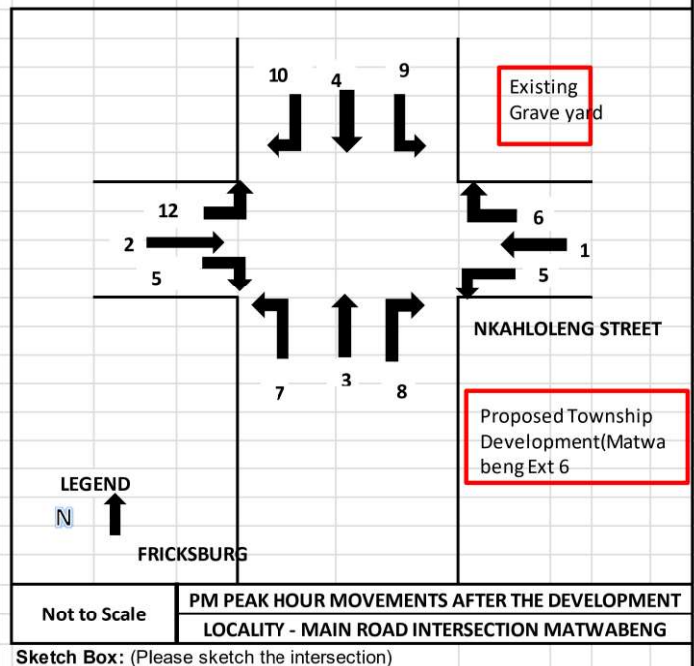 10 4 9
Existing
Grave yard
12
6
2
1
5
5
NKAHLOLENG STREET
7 3 8
Proposed Township
Development(Matwa
beng Ext 6
LEGEND
N
FRICKSBURG
Not to Scale
PM PEAK HOUR MOVEMENTS AFTER THE DEVELOPMENT
LOCALITY - MAIN ROAD INTERSECTION MATWABENG
Sketch Box: (Please sketch the intersection)